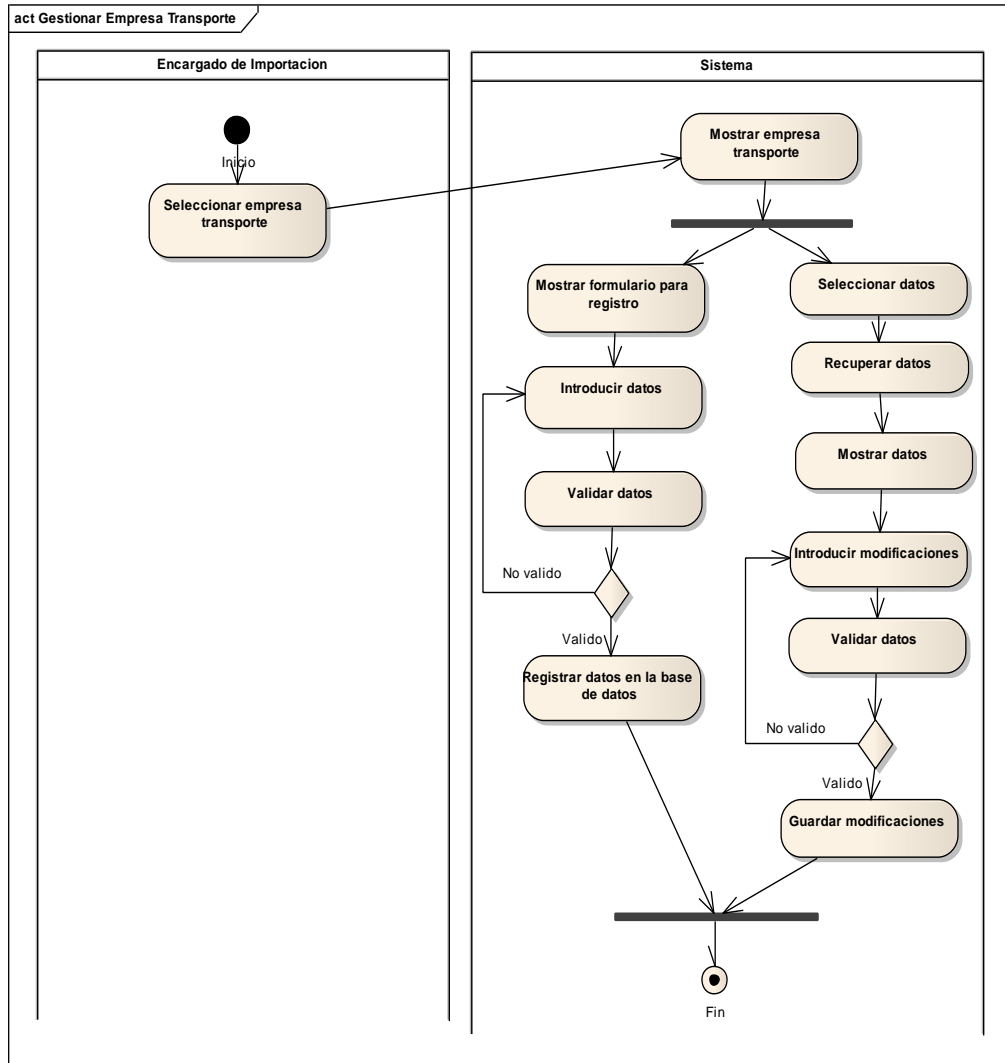 act Gestionar Empresa Transporte
Encargado de Importacion
Inicio
Seleccionar empresa
transporte
Sistema
Mostrar empresa
transporte
Mostrar formulario para
registro
Introducir datos
Validar datos
No valido
Valido
Registrar datos en la base
de datos
Seleccionar datos
Recuperar datos
Mostrar datos
Introducir modificaciones
Validar datos
No valido
Valido
Guardar modificaciones
Fin